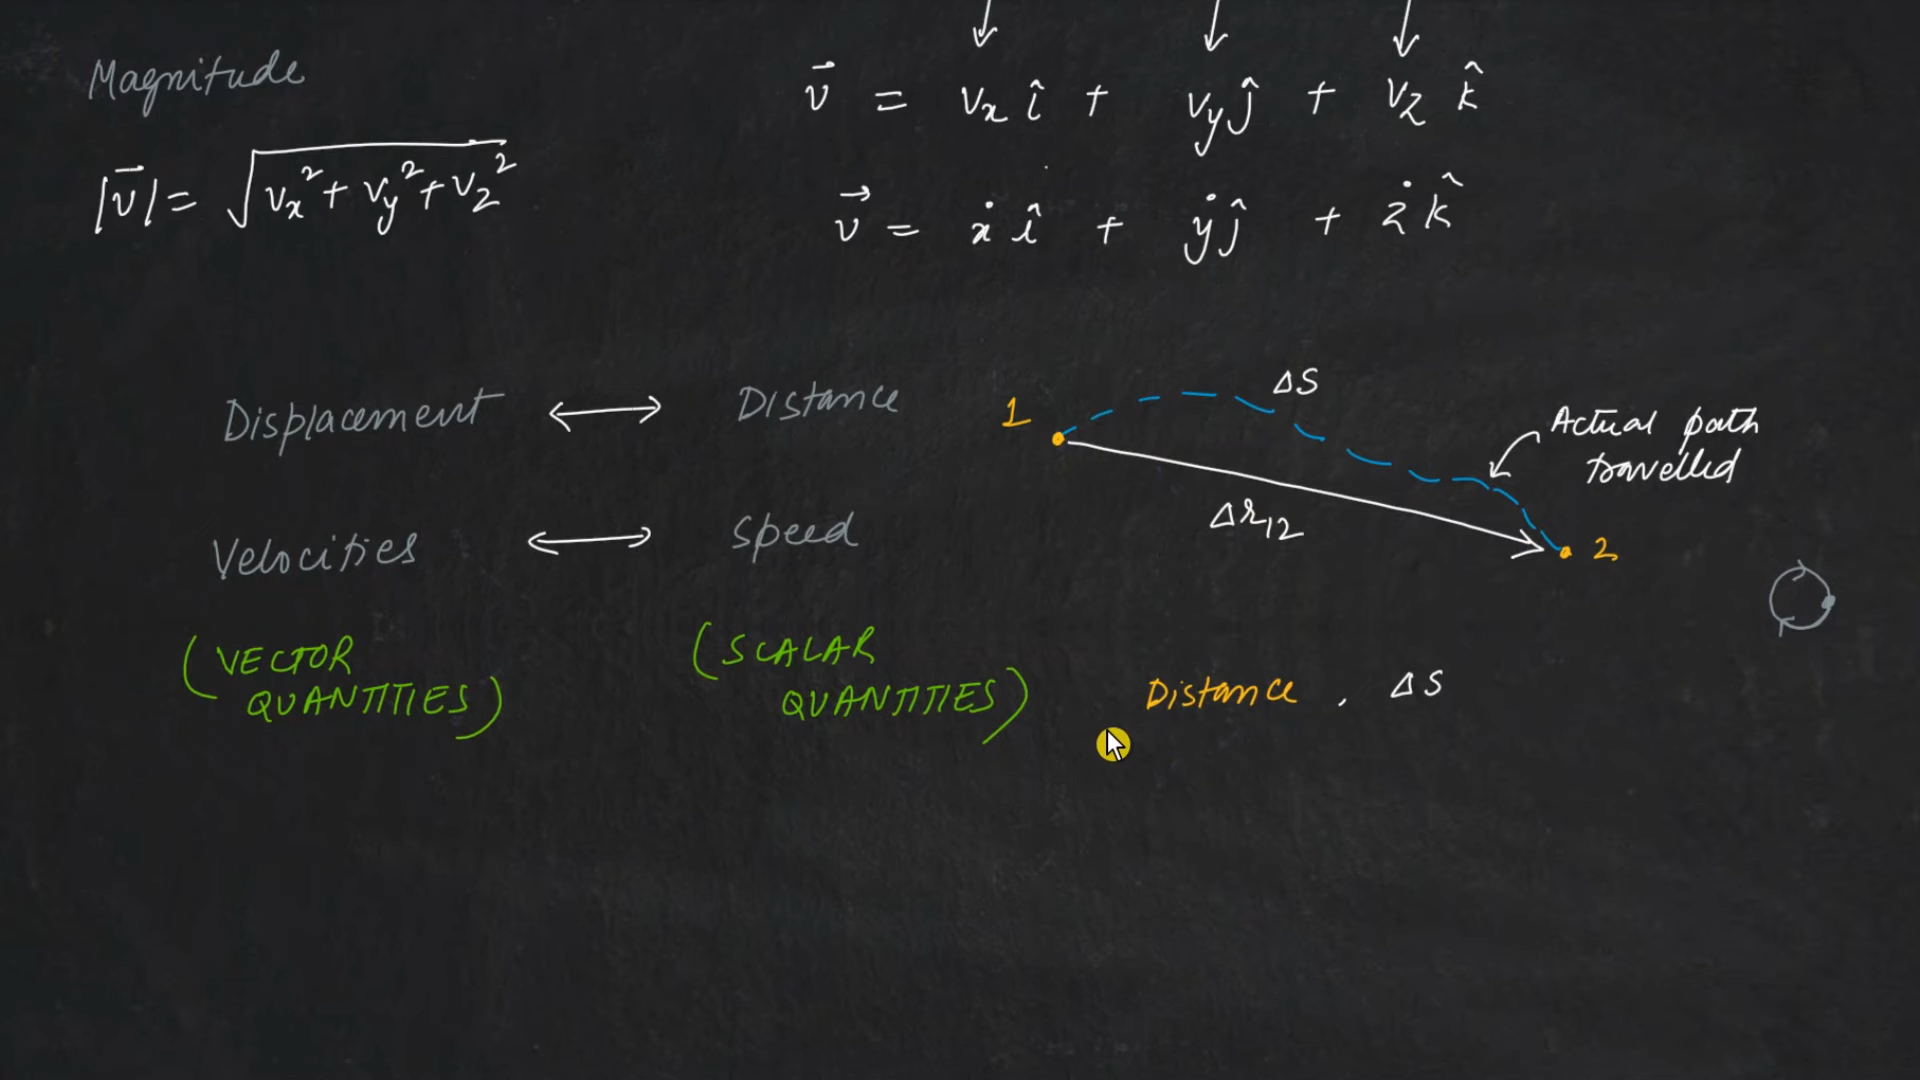 Magnitude
|v⃗| = √(vx² + vy² + vz²)
v⃗ = vx î + vy ĵ + vz k̂
v⃗ = ẋ î + ẏ ĵ + ż k̂
Displacement ⟷ Distance
Velocities ⟷ Speed
(VECTOR
QUANTITIES)
(SCALAR
QUANTITIES)
1
ΔS
Actual path
travelled
Δr12
2
Distance , ΔS